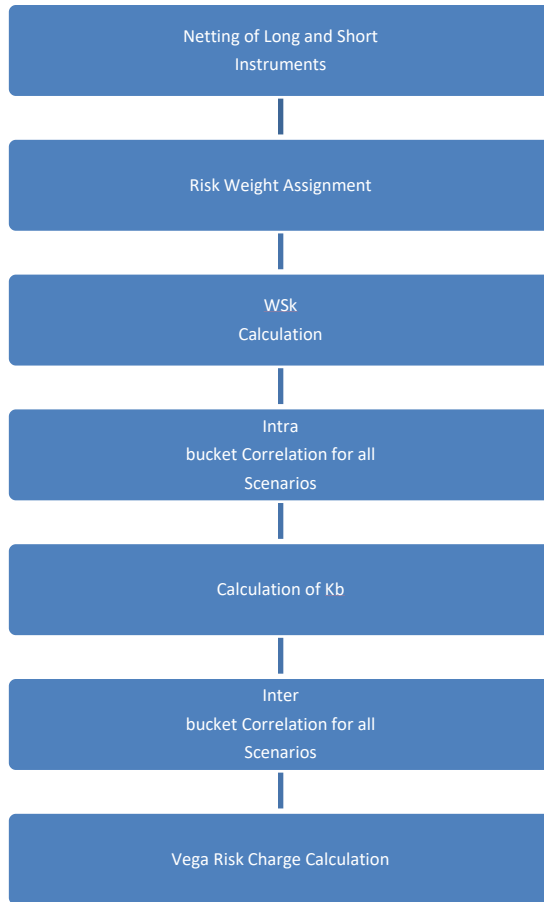 Netting of Long and Short
Instruments
Risk Weight Assignment
WSk
Calculation
Intra
bucket Correlation for all
Scenarios
Calculation of Kb
Inter
bucket Correlation for all
Scenarios
Vega Risk Charge Calculation